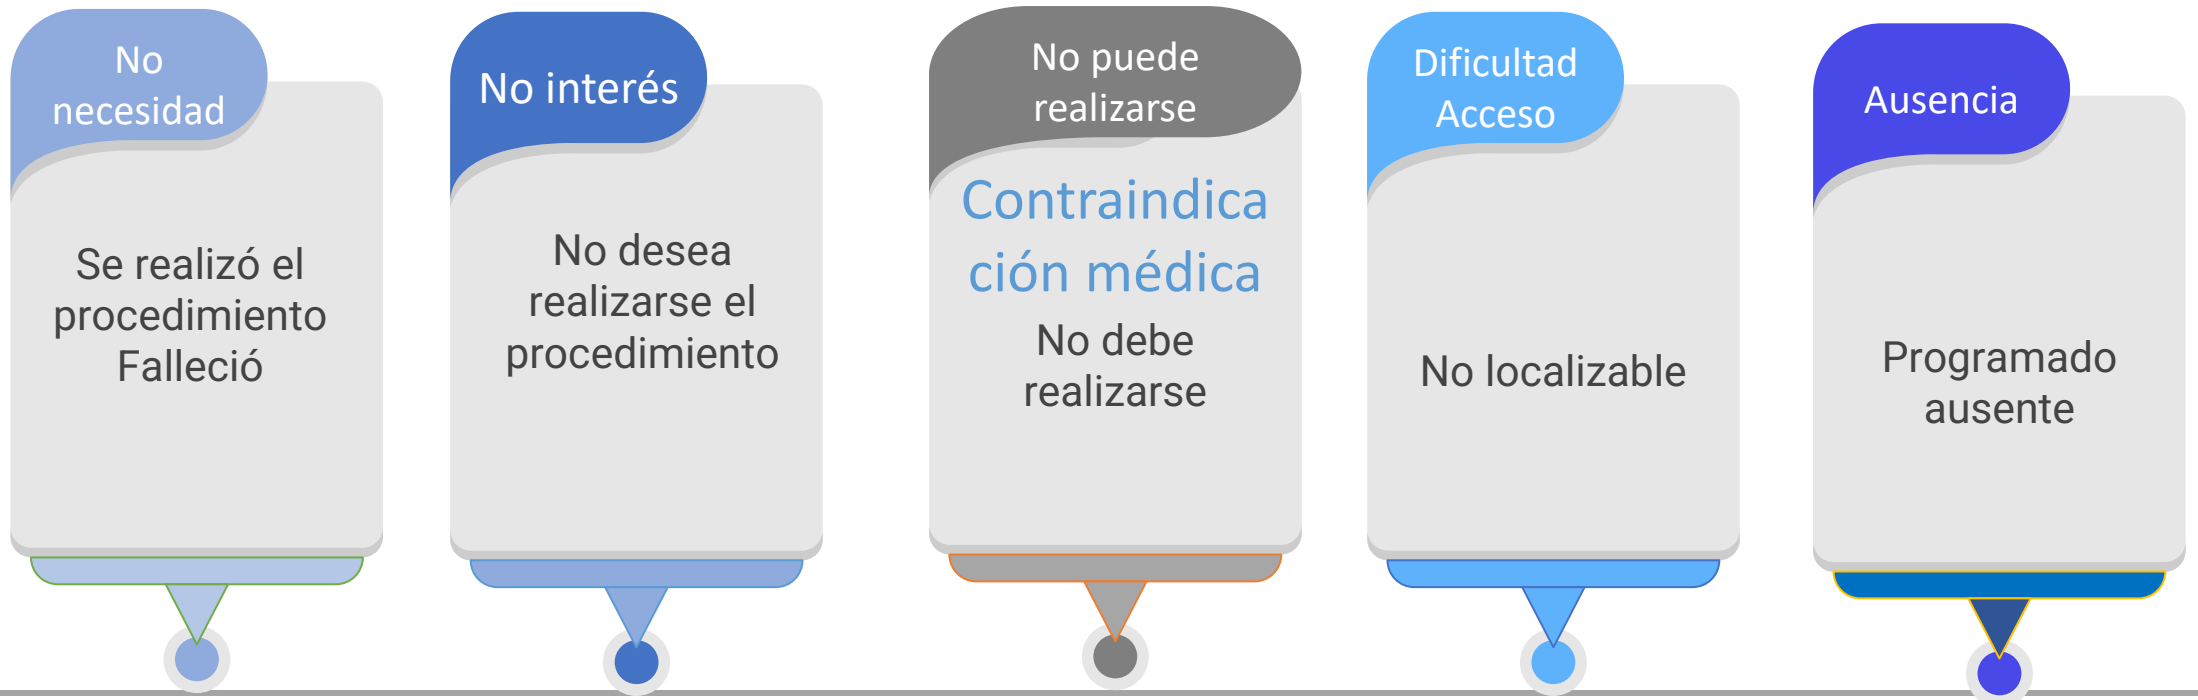 No
necesidad
Se realizó el
procedimiento
Falleció
No interés
No desea
realizarse el
procedimiento
No puede
realizarse
Contraindica
ción médica
No debe
realizarse
Dificultad
Acceso
No localizable
Ausencia
Programado
ausente